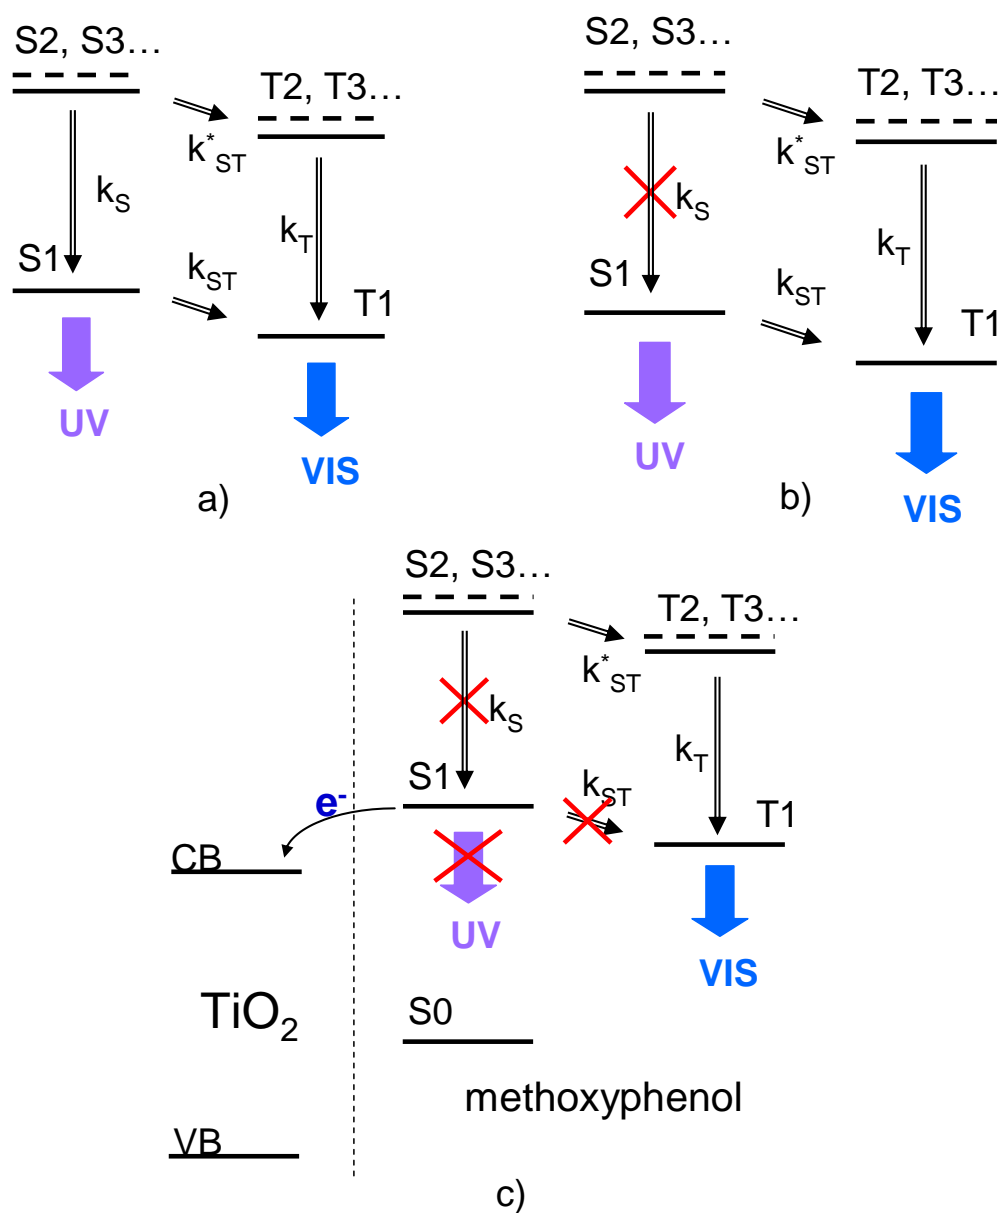 S2, S3…
T2, T3…
k*ST
kS
S1
kST
kT
T1
UV
VIS
a)
S2, S3…
T2, T3…
k*ST
kS
S1
kST
kT
T1
UV
VIS
b)
S2, S3…
T2, T3…
k*ST
kS
S1
kST
kT
T1
e-
CB
UV
VIS
TiO2
S0
methoxyphenol
VB
c)